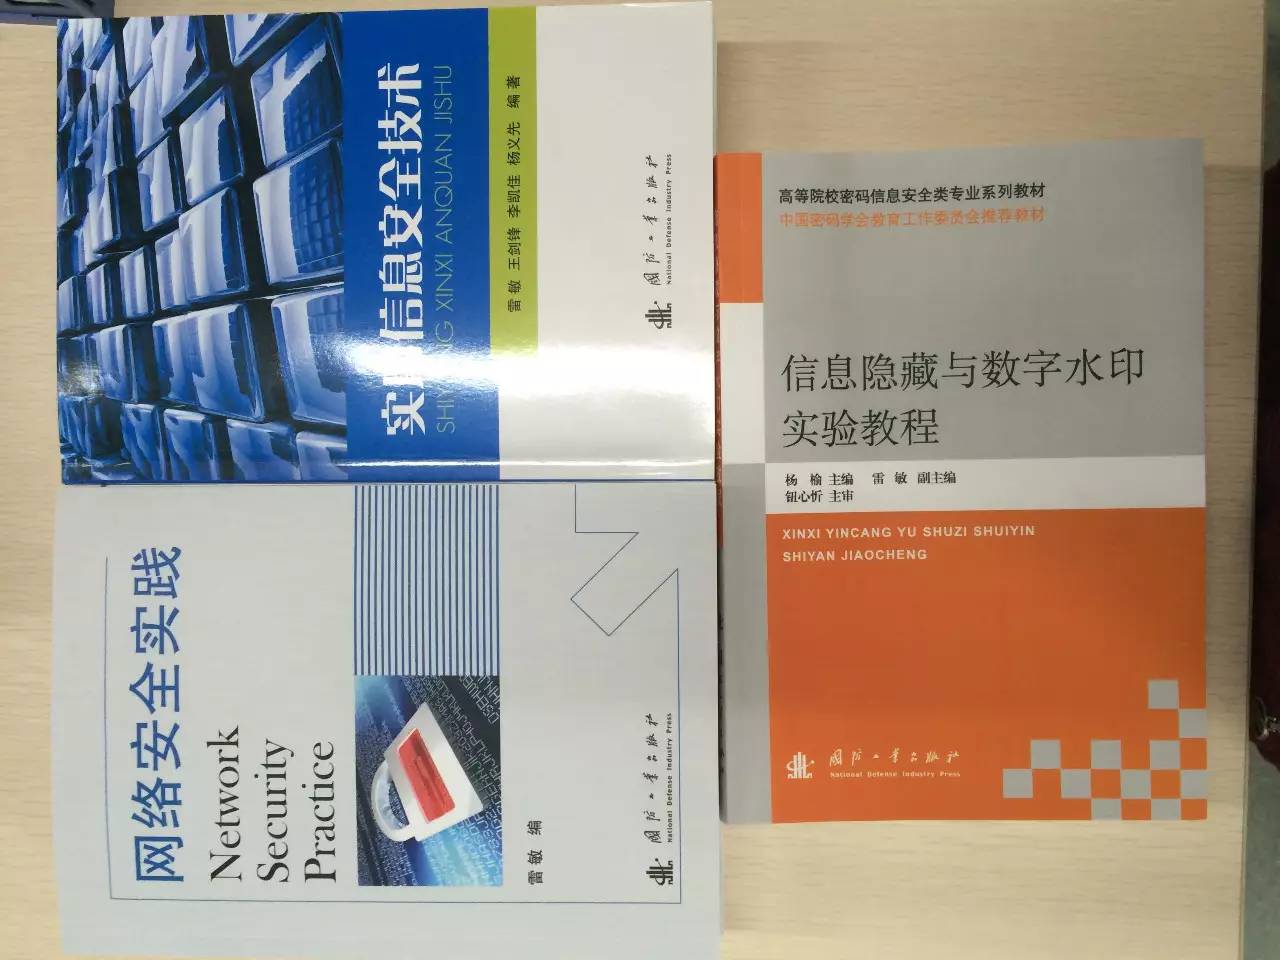 实 信息安全技术
SHIY NG XINXI ANQUAN JISHU
雷敏 王剑锋 李凯佳 杨义先 编著
国防工业出版社
National Defense Industry Press
网络安全实践
Network
Security
Practice
雷敏 编
国防工业出版社
National Defense Industry Press
高等院校密码信息安全类专业系列教材
中国密码学会教育工作委员会推荐教材
信息隐藏与数字水印
实验教程
杨榆 主编 雷敏 副主编
钮心忻 主审
XINXI YINCANG YU SHUZI SHUIYIN
SHIYAN JIAOCHENG
国防工业出版社
National Defense Industry Press